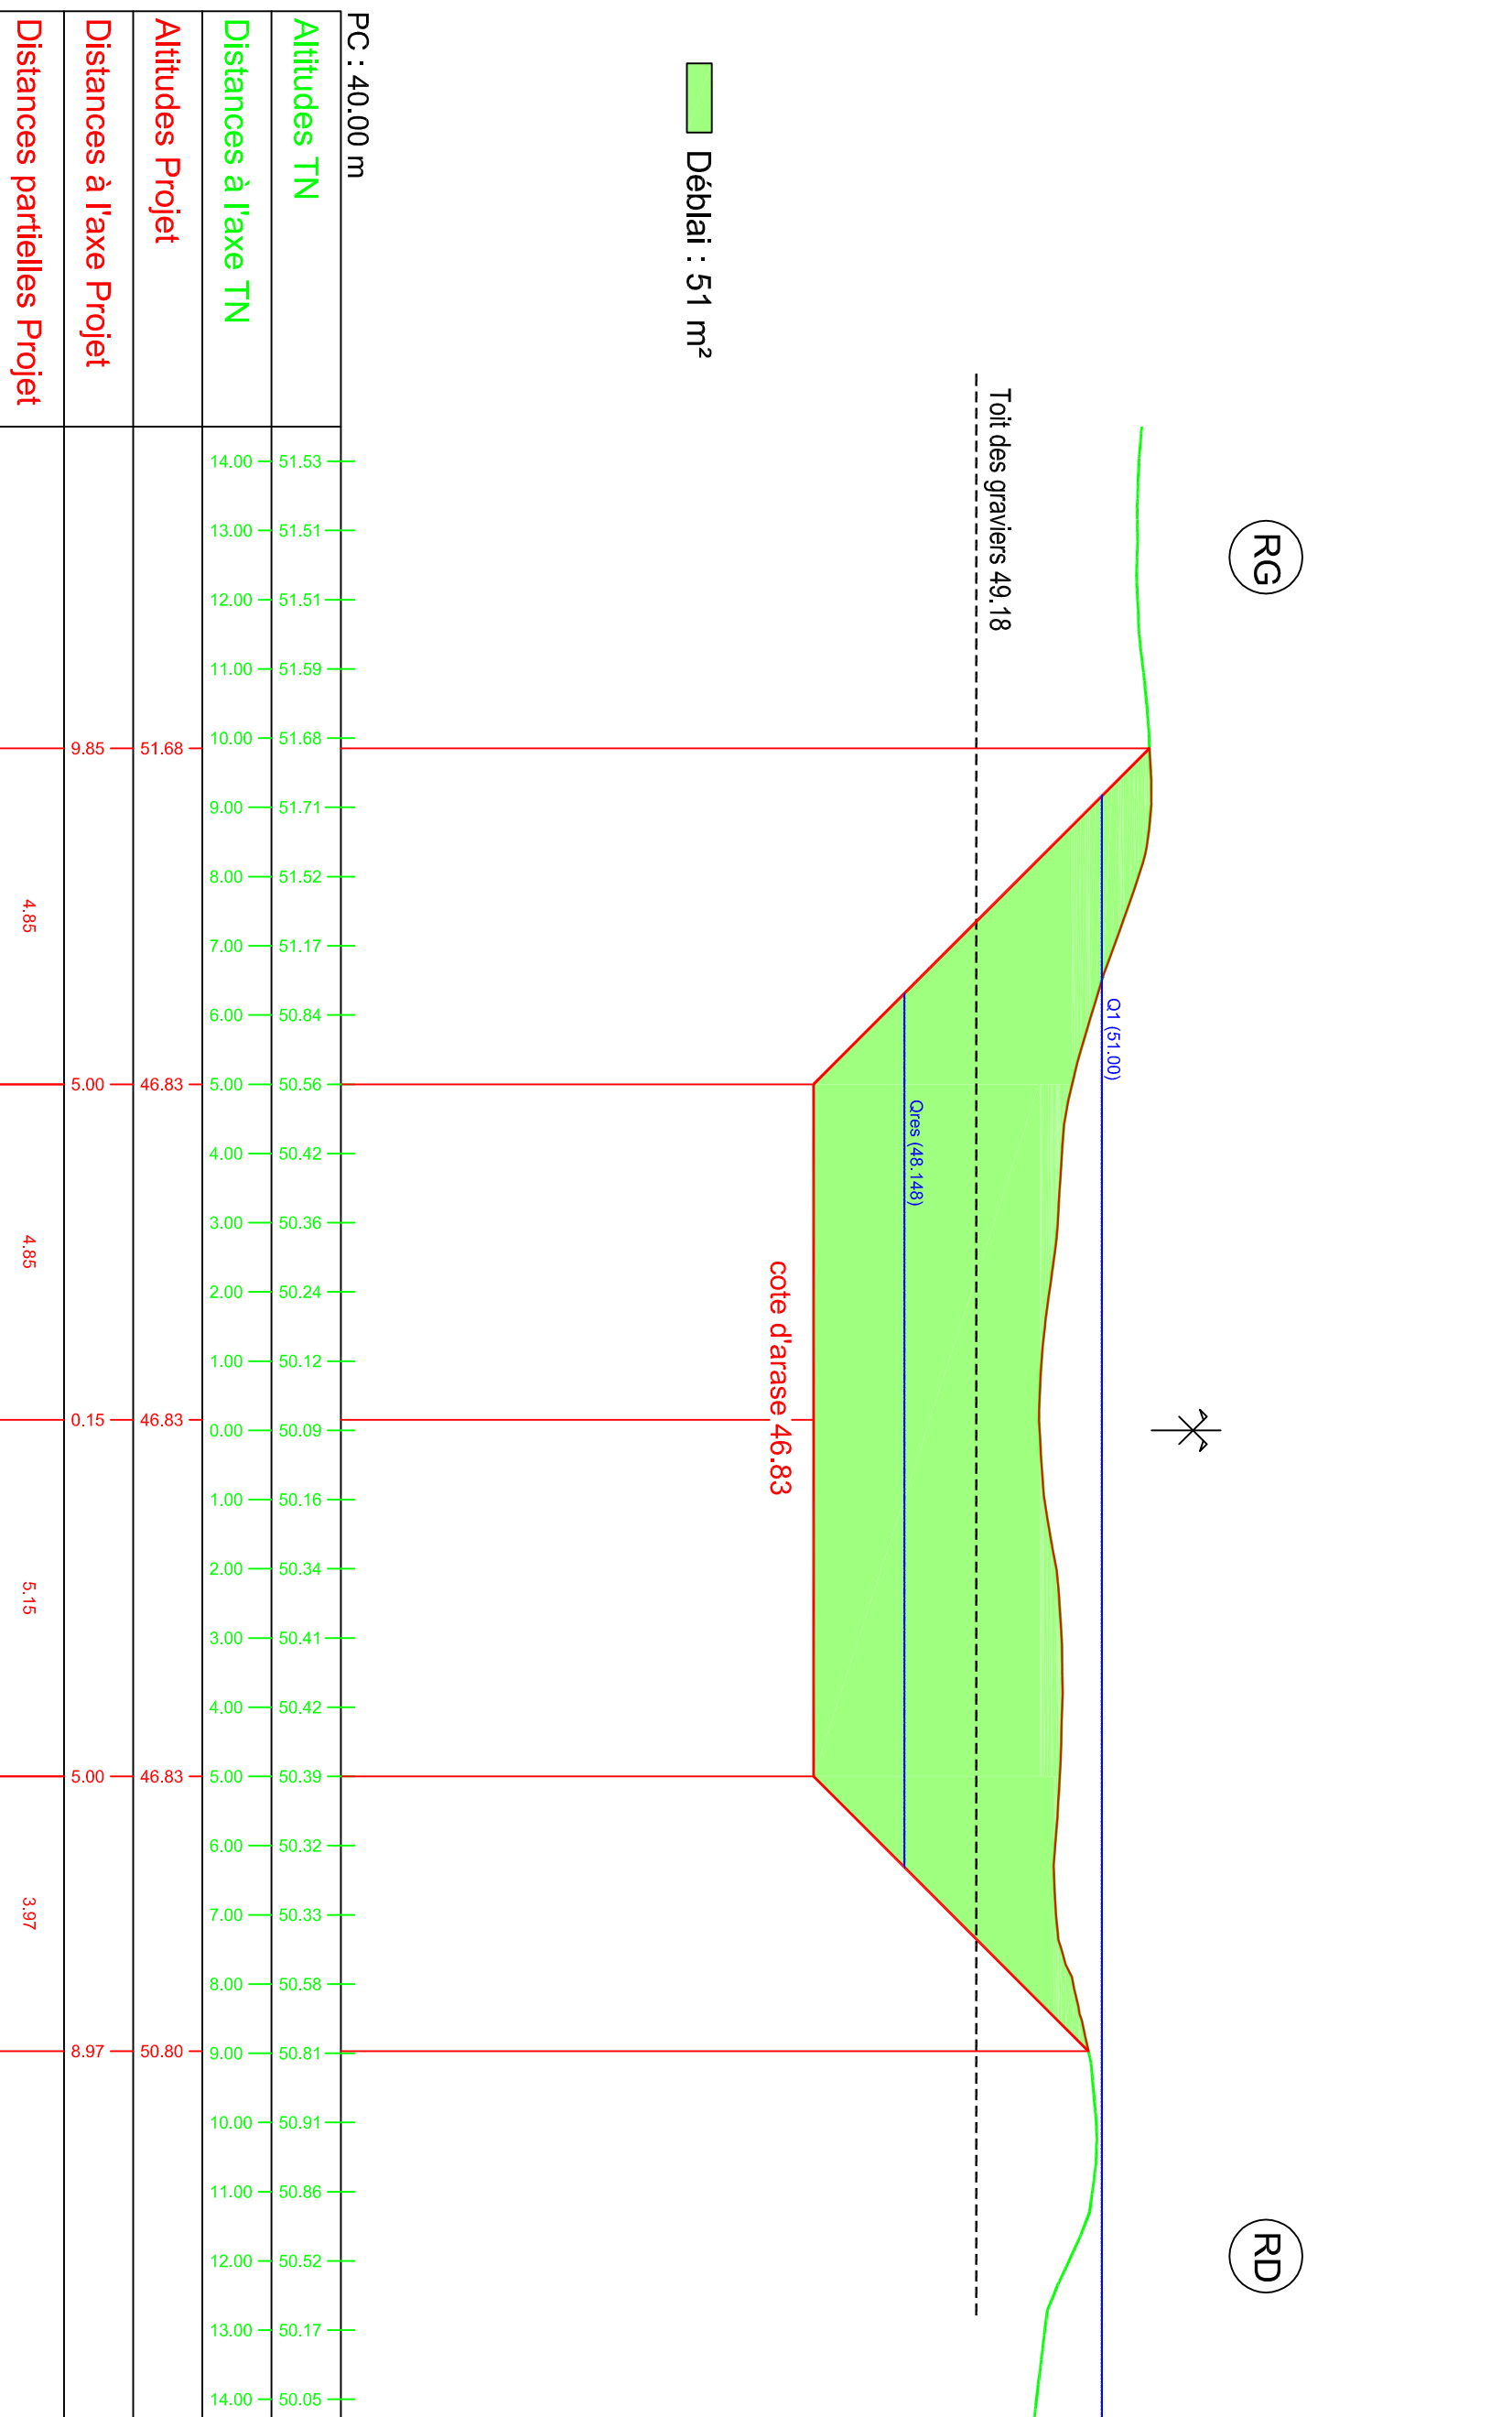 RG
RD
Q1 (51.00)
Toit des graviers 49.18
Qres (48.148)
cote d'arase 46.83
Déblai : 51 m²
PC : 40.00 m
Altitudes TN 51.53 51.51 51.51 51.59 51.68 51.71 51.52 51.17 50.84 50.56 50.42 50.36 50.24 50.12 50.09 50.16 50.34 50.41 50.42 50.39 50.32 50.33 50.58 50.81 50.91 50.86 50.52 50.17 50.05
Distances à l'axe TN 14.00 13.00 12.00 11.00 10.00 9.00 8.00 7.00 6.00 5.00 4.00 3.00 2.00 1.00 0.00 1.00 2.00 3.00 4.00 5.00 6.00 7.00 8.00 9.00 10.00 11.00 12.00 13.00 14.00
Altitudes Projet 51.68 46.83 46.83 46.83 50.80
Distances à l'axe Projet 9.85 5.00 0.15 5.00 8.97
Distances partielles Projet 4.85 4.85 5.15 3.97